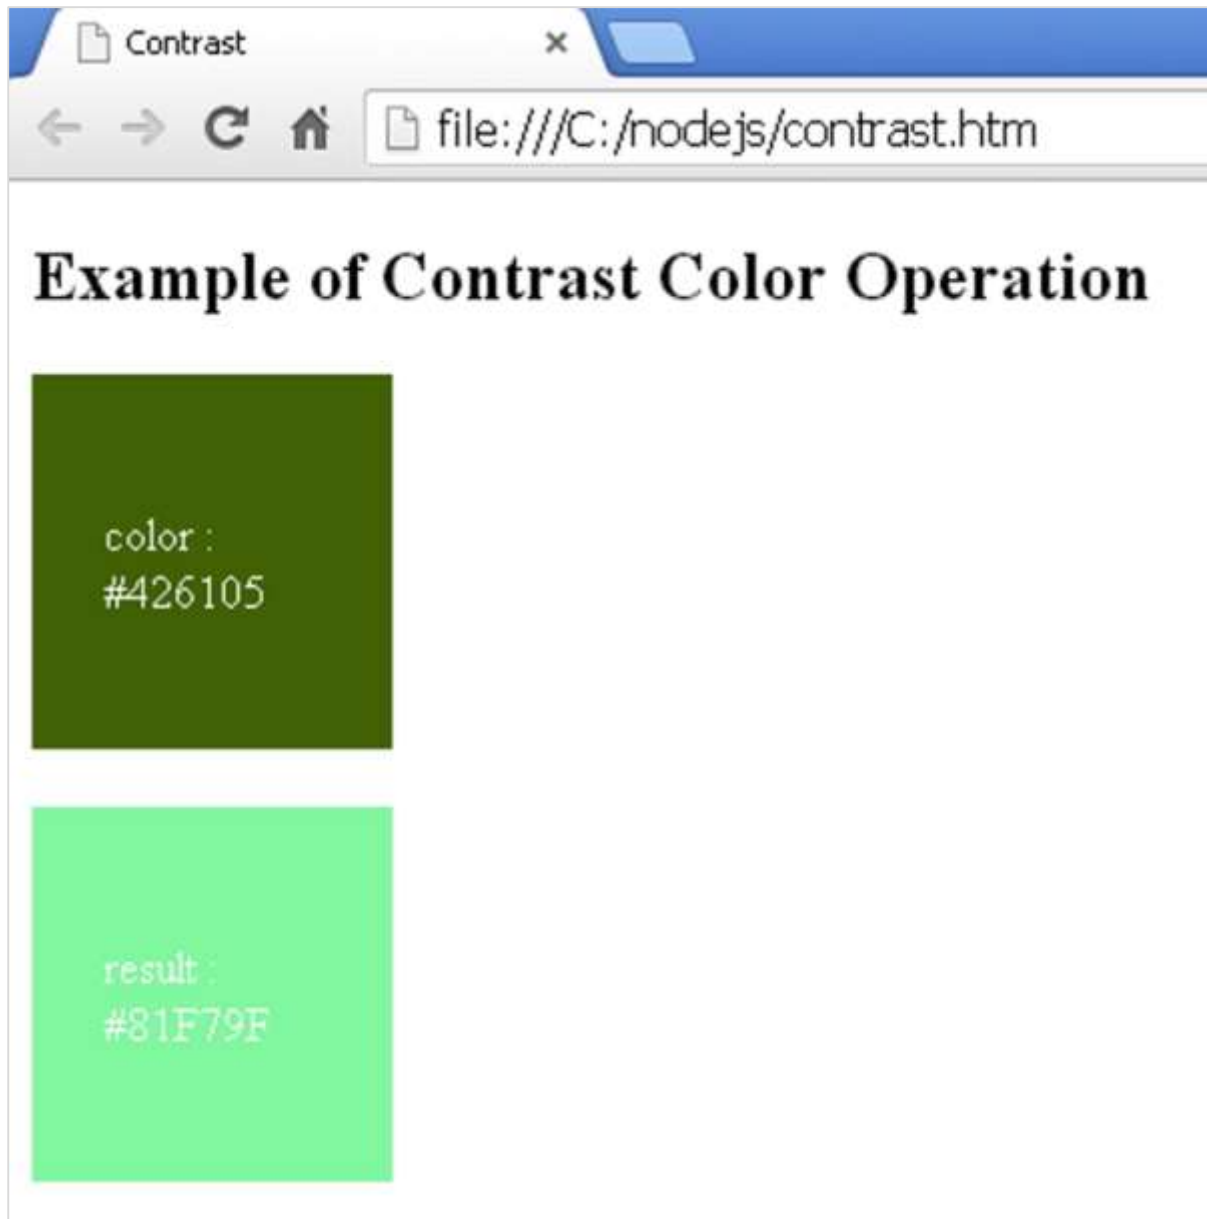 Contrast
file:///C:/nodejs/contrast.htm
Example of Contrast Color Operation
color :
#426105
result :
#81F79F